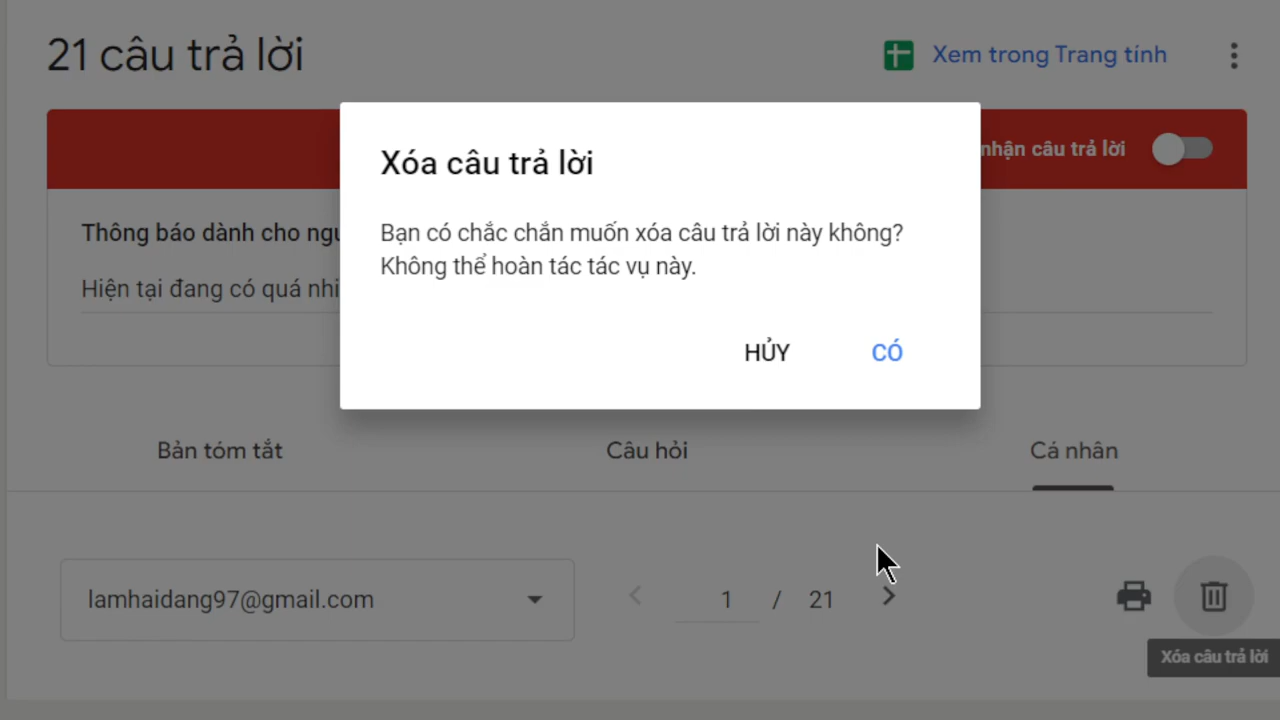 21 câu trả lời
Xem trong Trang tính
nhận câu trả lời
Xóa câu trả lời
Bạn có chắc chắn muốn xóa câu trả lời này không?
Không thể hoàn tác tác vụ này.
HỦY CÓ
Thông báo dành cho
Hiện tại đang có quá
Bản tóm tắt Câu hỏi Cá nhân
lamhaidang97@gmail.com 1 / 21
Xóa câu trả lời